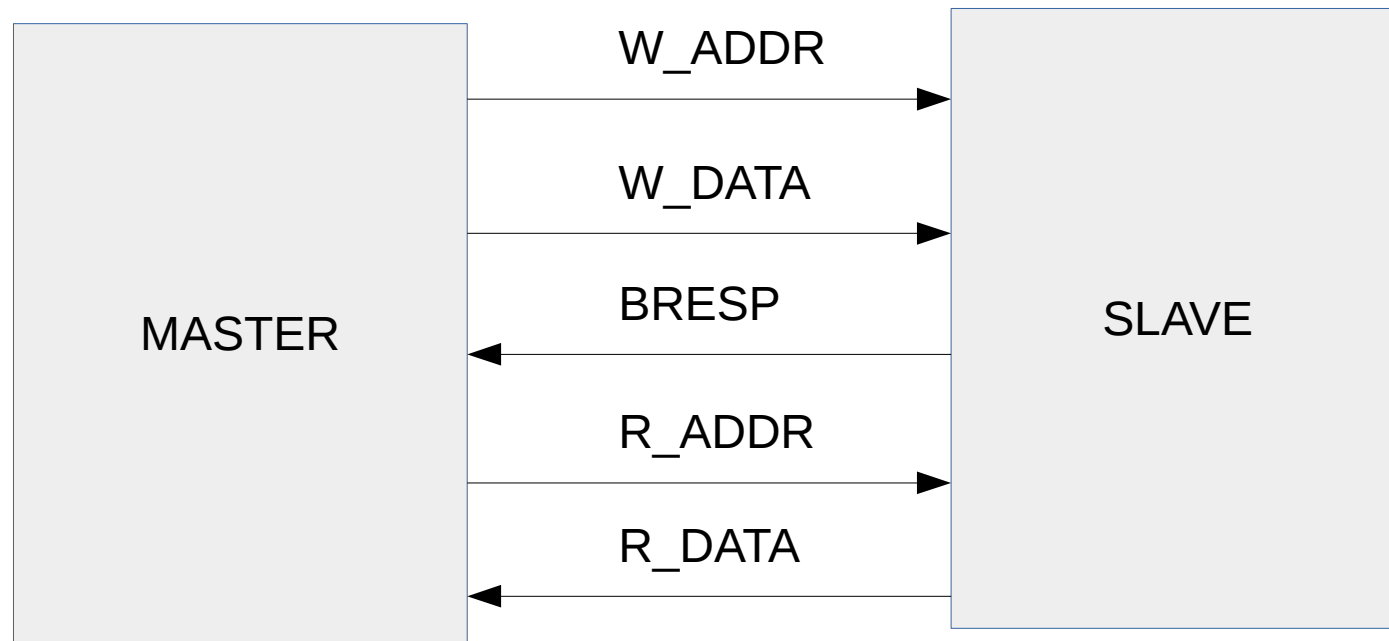 W_ADDR
W_DATA
BRESP
MASTER
SLAVE
R_ADDR
R_DATA